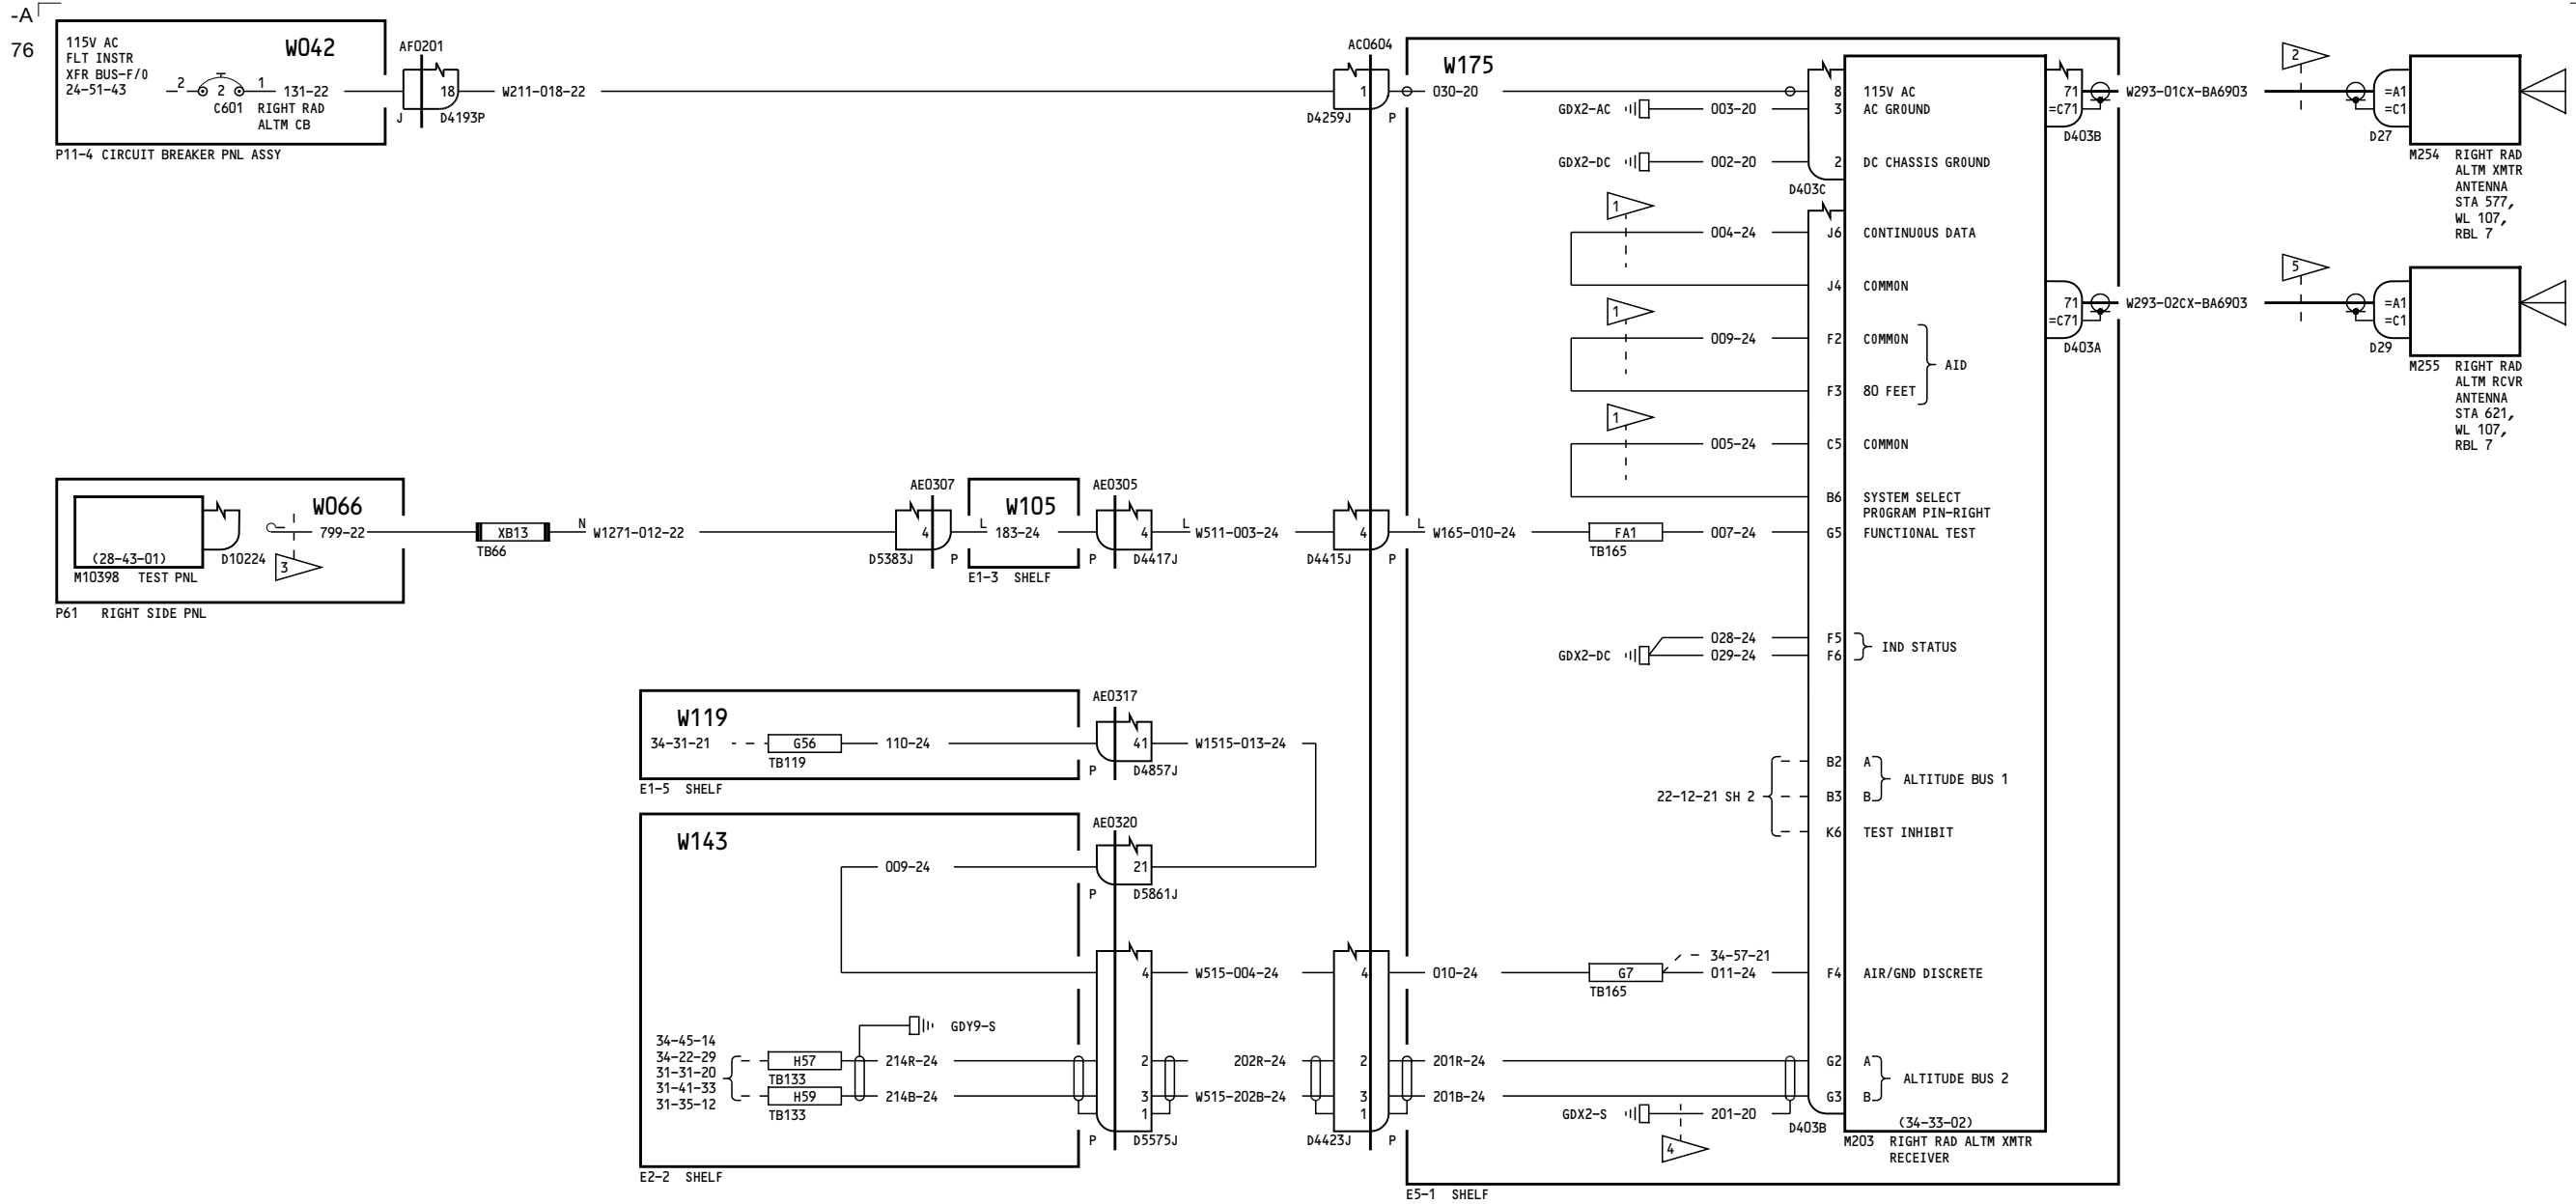 -A
76
115V AC
FLT INSTR
XFR BUS-F/O
24-51-43
W042
2
2
1
131-22
C601
RIGHT RAD
ALTM CB
P11-4 CIRCUIT BREAKER PNL ASSY
AF0201
18
J
D4193P
W211-018-22
AC0604
1
D4259J
P
W175
030-20
GDX2-AC
003-20
GDX2-DC
002-20
8
3
2
115V AC
AC GROUND
DC CHASSIS GROUND
D403C
71
=C71
D403B
W293-01CX-BA6903
2
=A1
=C1
D27
M254 RIGHT RAD
ALTM XMTR
ANTENNA
STA 577,
WL 107,
RBL 7
1
004-24
J6
CONTINUOUS DATA
J4
COMMON
71
=C71
D403A
W293-02CX-BA6903
5
=A1
=C1
D29
M255 RIGHT RAD
ALTM RCVR
ANTENNA
STA 621,
WL 107,
RBL 7
1
009-24
F2
COMMON
AID
F3
80 FEET
1
005-24
C5
COMMON
B6
SYSTEM SELECT
PROGRAM PIN-RIGHT
W066
(28-43-01)
M10398 TEST PNL
D10224
799-22
3
P61 RIGHT SIDE PNL
XB13
TB66
N
W1271-012-22
AE0307
4
D5383J
P
W105
L
183-24
E1-3 SHELF
AE0305
4
P
D4417J
L
W511-003-24
4
D4415J
P
L
W165-010-24
FA1
TB165
007-24
G5
FUNCTIONAL TEST
GDX2-DC
028-24
029-24
F5
F6
IND STATUS
W119
34-31-21
G56
TB119
110-24
E1-5 SHELF
AE0317
41
P
D4857J
W1515-013-24
22-12-21 SH 2
B2
A
B3
B
ALTITUDE BUS 1
K6
TEST INHIBIT
W143
009-24
AE0320
21
P
D5861J
4
W515-004-24
4
010-24
G7
TB165
34-57-21
011-24
F4
AIR/GND DISCRETE
GDY9-S
34-45-14
34-22-29
31-31-20
31-41-33
31-35-12
H57
TB133
H59
TB133
214R-24
214B-24
2
3
1
P
D5575J
202R-24
W515-202B-24
2
3
1
D4423J
P
201R-24
201B-24
G2
A
G3
B
ALTITUDE BUS 2
GDX2-S
201-20
4
D403B
(34-33-02)
M203 RIGHT RAD ALTM XMTR
RECEIVER
E2-2 SHELF
E5-1 SHELF